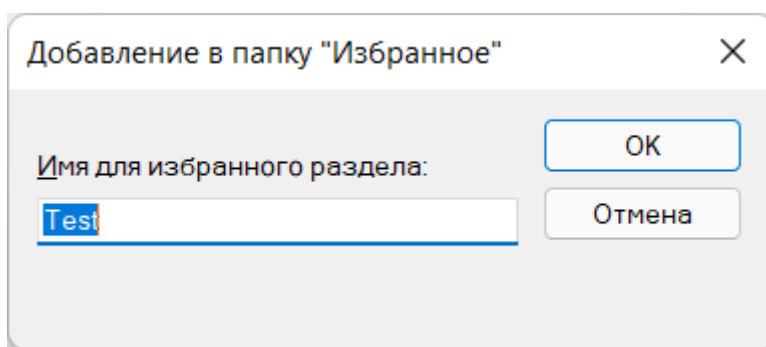 Добавление в папку "Избранное"
Имя для избранного раздела:
Test
OK
Отмена